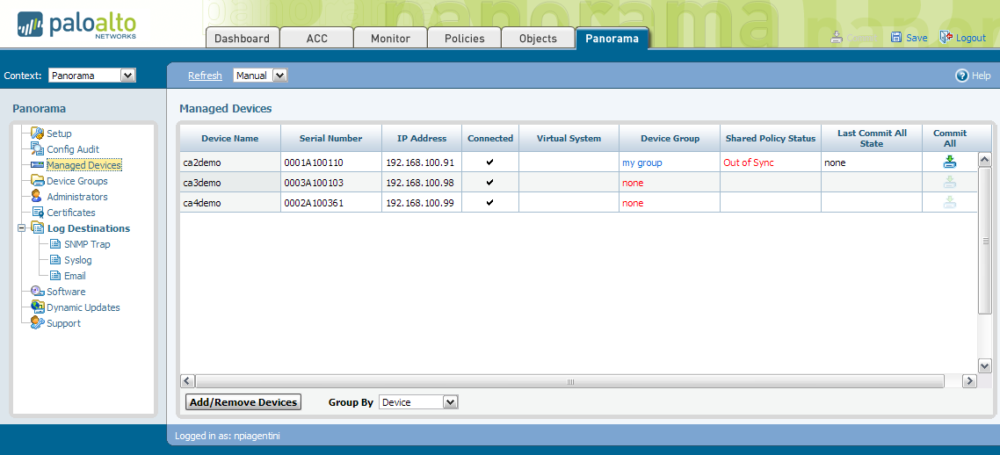 paloalto
NETWORKS
panorama
Dashboard ACC Monitor Policies Objects Panorama
Commit Save Logout
Context: Panorama
Refresh Manual
Help
Panorama
Setup
Config Audit
Managed Devices
Device Groups
Administrators
Certificates
Log Destinations
SNMP Trap
Syslog
Email
Software
Dynamic Updates
Support
Managed Devices
Device Name Serial Number IP Address Connected Virtual System Device Group Shared Policy Status Last Commit All State Commit All
ca2demo 0001A100110 192.168.100.91 my group Out of Sync none
ca3demo 0003A100103 192.168.100.98 none
ca4demo 0002A100361 192.168.100.99 none
Add/Remove Devices Group By Device
Logged in as: npiagentini